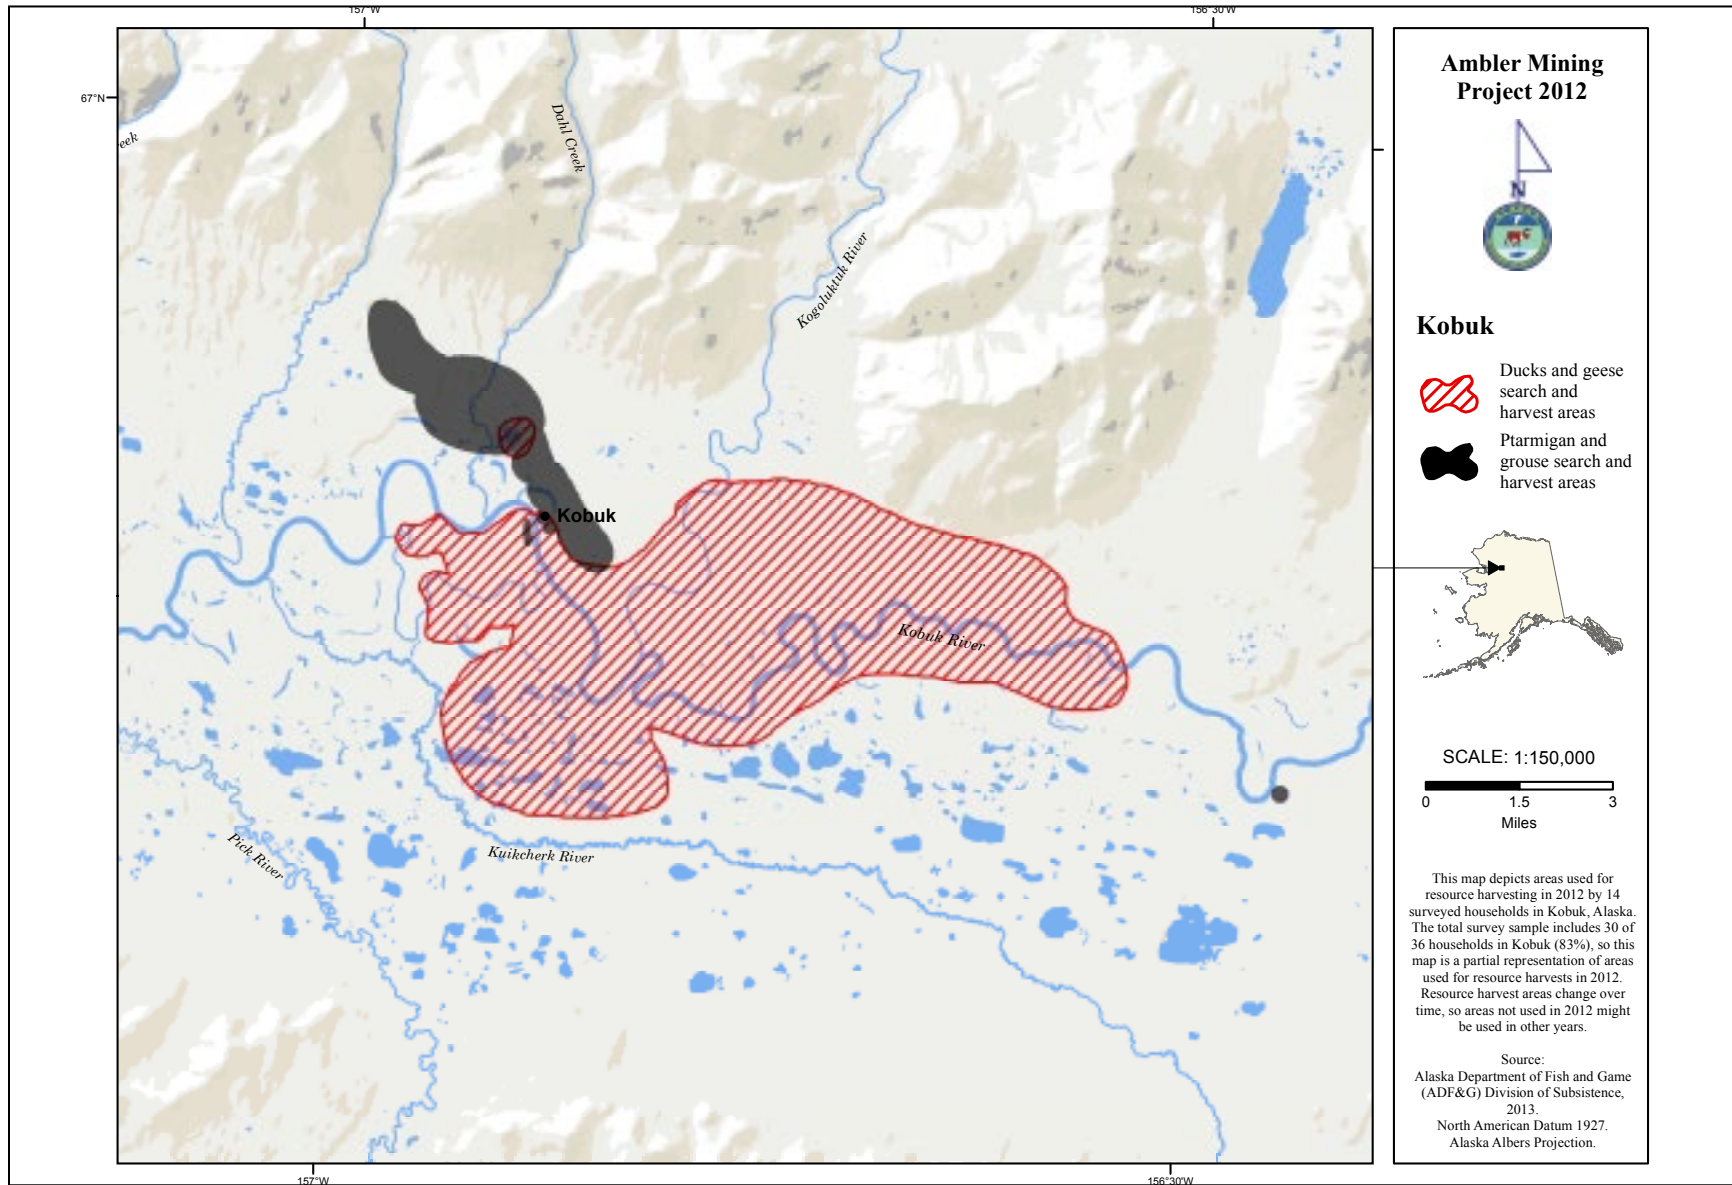 157°W
156°30'W
67°N
eek
Dahl Creek
Kogoluktuk River
Kobuk
Kobuk River
Pick River
Kuikcherk River
157°W
156°30'W
Ambler Mining
Project 2012
N
ALASKA
Kobuk
Ducks and geese
search and
harvest areas
Ptarmigan and
grouse search and
harvest areas
SCALE: 1:150,000
0 1.5 3
Miles
This map depicts areas used for
resource harvesting in 2012 by 14
surveyed households in Kobuk, Alaska.
The total survey sample includes 30 of
36 households in Kobuk (83%), so this
map is a partial representation of areas
used for resource harvests in 2012.
Resource harvest areas change over
time, so areas not used in 2012 might
be used in other years.
Source:
Alaska Department of Fish and Game
(ADF&G) Division of Subsistence,
2013.
North American Datum 1927.
Alaska Albers Projection.